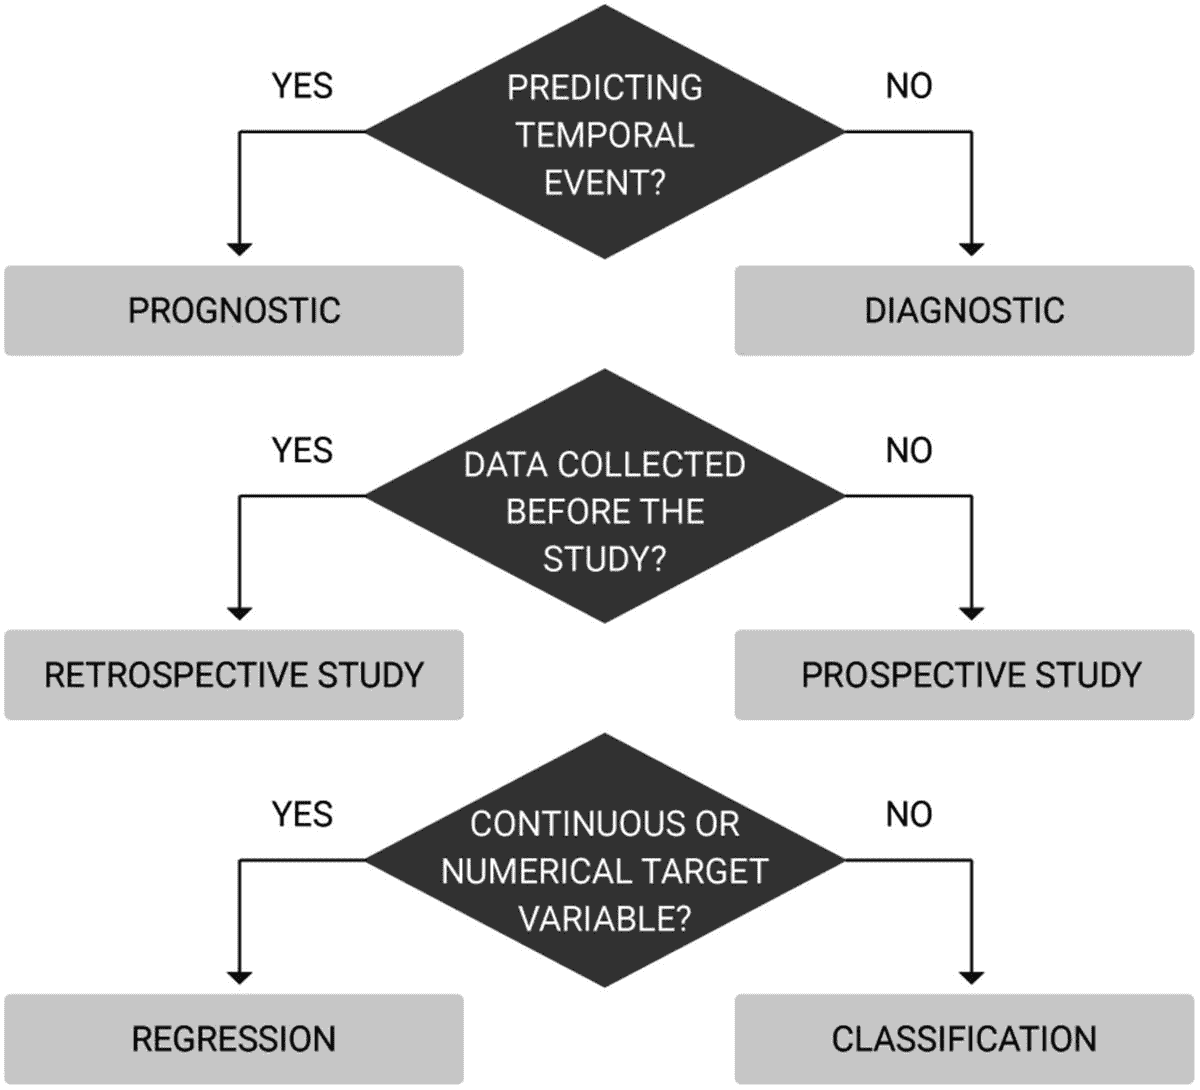 YES
PREDICTING
TEMPORAL
EVENT?
NO
PROGNOSTIC
DIAGNOSTIC
YES
DATA COLLECTED
BEFORE THE
STUDY?
NO
RETROSPECTIVE STUDY
PROSPECTIVE STUDY
YES
CONTINUOUS OR
NUMERICAL TARGET
VARIABLE?
NO
REGRESSION
CLASSIFICATION